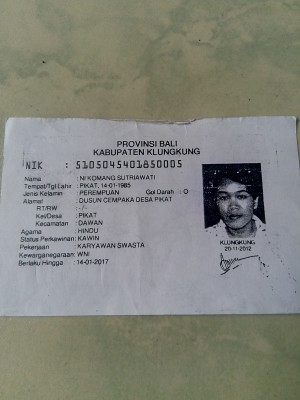 PROVINSI BALI
KABUPATEN KLUNGKUNG
NIK : 5105045401850005
Nama : NI KOMANG SUTRIAWATI
Tempat/Tgl Lahir : PIKAT, 14-01-1985
Jenis Kelamin : PEREMPUAN Gol Darah : O
Alamat : DUSUN CEMPAKA DESA PIKAT
RT/RW : -/-
Kel/Desa : PIKAT
Kecamatan : DAWAN
Agama : HINDU
Status Perkawinan : KAWIN
Pekerjaan : KARYAWAN SWASTA
Kewarganegaraan : WNI
Berlaku Hingga : 14-01-2017
KLUNGKUNG
20-11-2012